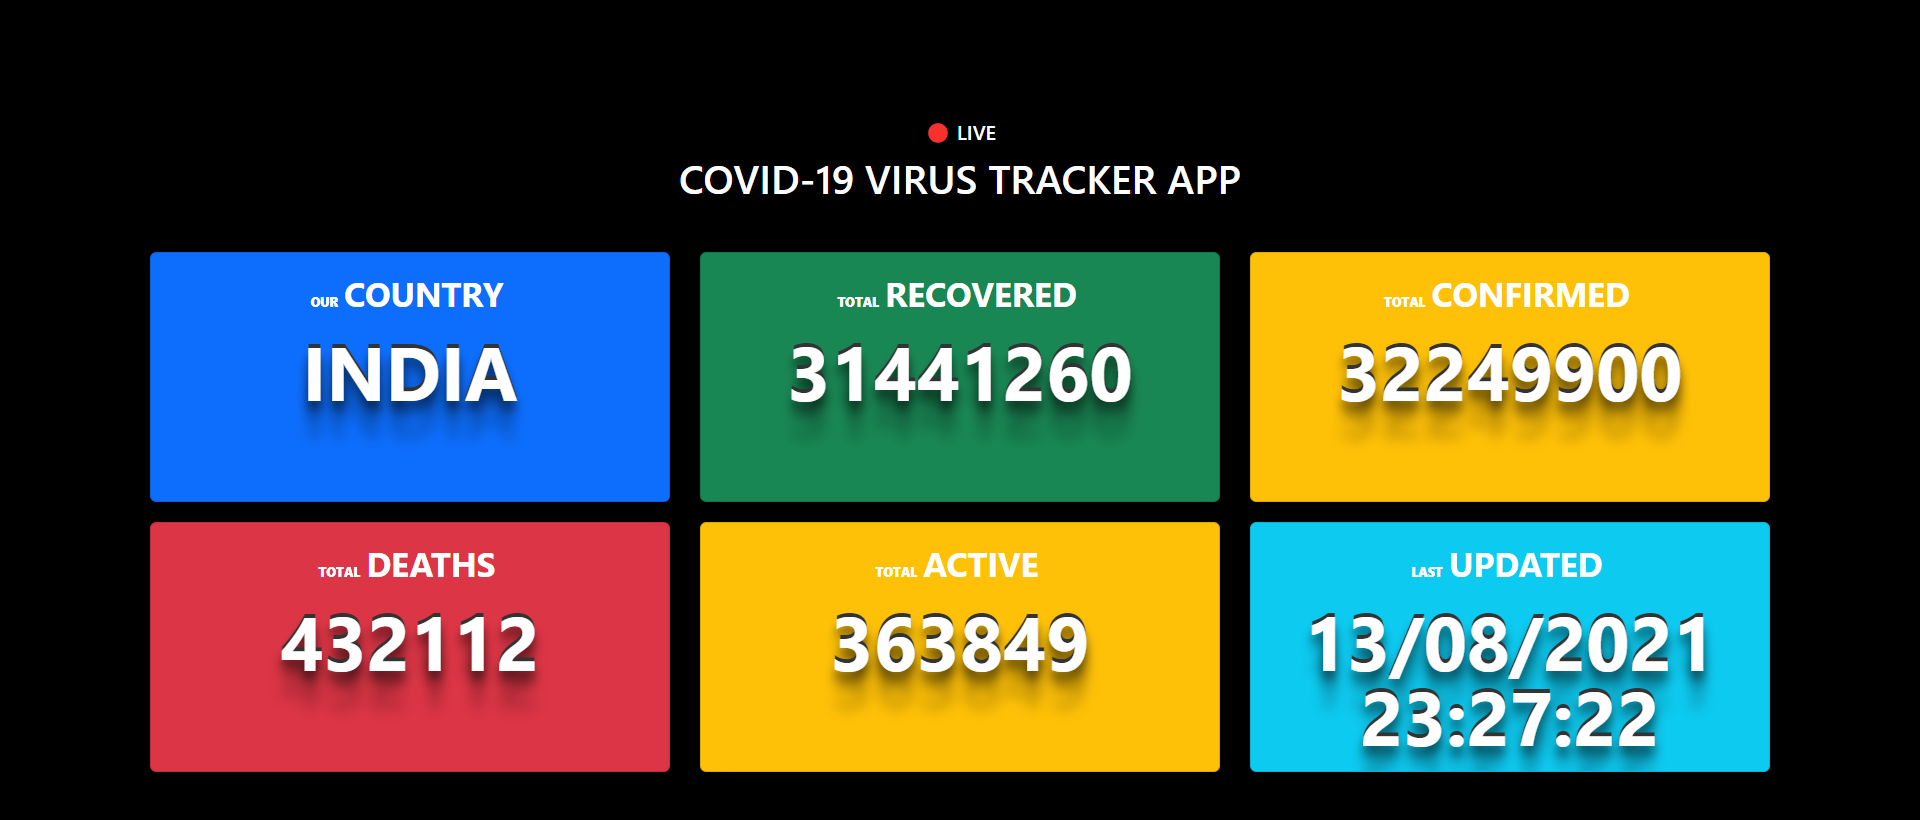 LIVE
COVID-19 VIRUS TRACKER APP
OUR COUNTRY
INDIA
TOTAL RECOVERED
31441260
TOTAL CONFIRMED
32249900
TOTAL DEATHS
432112
TOTAL ACTIVE
363849
LAST UPDATED
13/08/2021
23:27:22